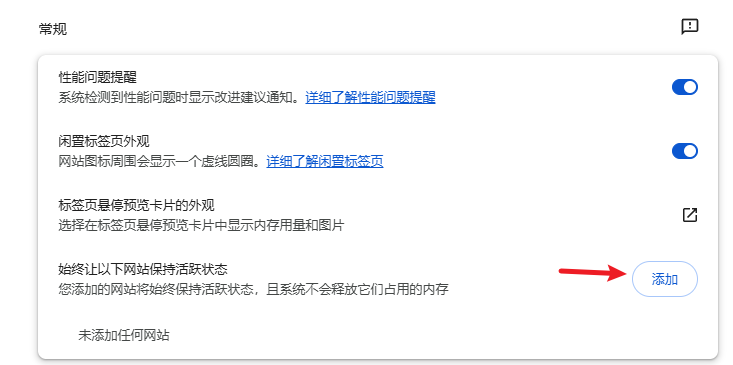 常规
性能问题提醒
系统检测到性能问题时显示改进建议通知。详细了解性能问题提醒
闲置标签页外观
网站图标周围会显示一个虚线圆圈。详细了解闲置标签页
标签页悬停预览卡片的外观
选择在标签页悬停预览卡片中显示内存用量和图片
始终让以下网站保持活跃状态
您添加的网站将始终保持活跃状态，且系统不会释放它们占用的内存
添加
未添加任何网站